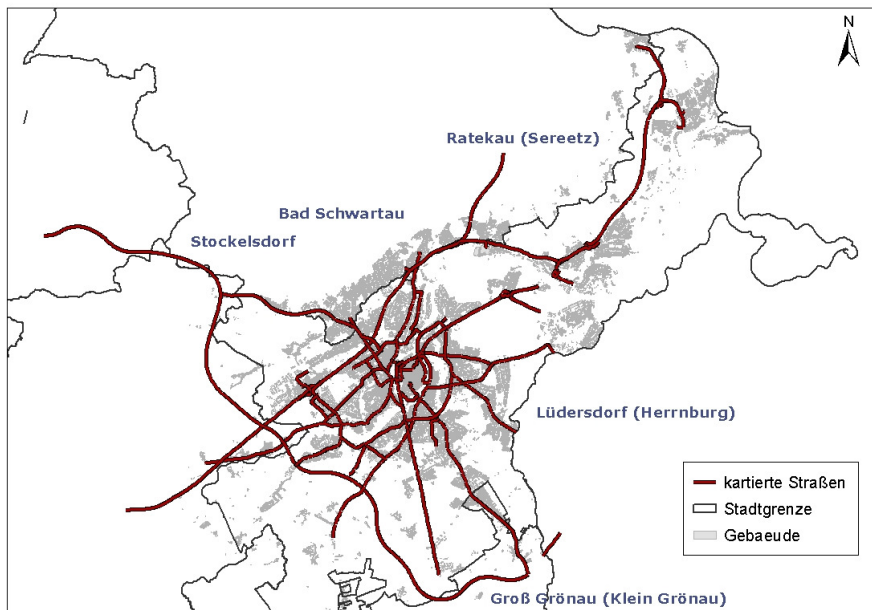 N
Ratekau (Sereetz)
Bad Schwartau
Stockelsdorf
Lüdersdorf (Herrnburg)
kartierte Straßen
Stadtgrenze
Gebaeude
Groß Grönau (Klein Grönau)